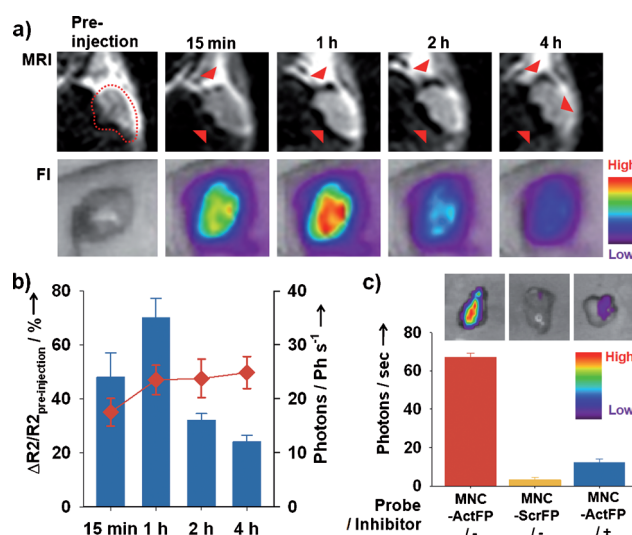 a)
Pre-
injection
15 min
1 h
2 h
4 h
MRI
FI
High
Low
b)
ΔR2/R2pre-injection / % →
80
60
40
20
0
40
30
20
10
0
Photons / Ph s⁻¹ →
15 min
1 h
2 h
4 h
c)
High
Low
Photons / sec →
80
60
40
20
0
Probe
/ Inhibitor
MNC
-ActFP
/ -
MNC
-ScrFP
/ -
MNC
-ActFP
/ +